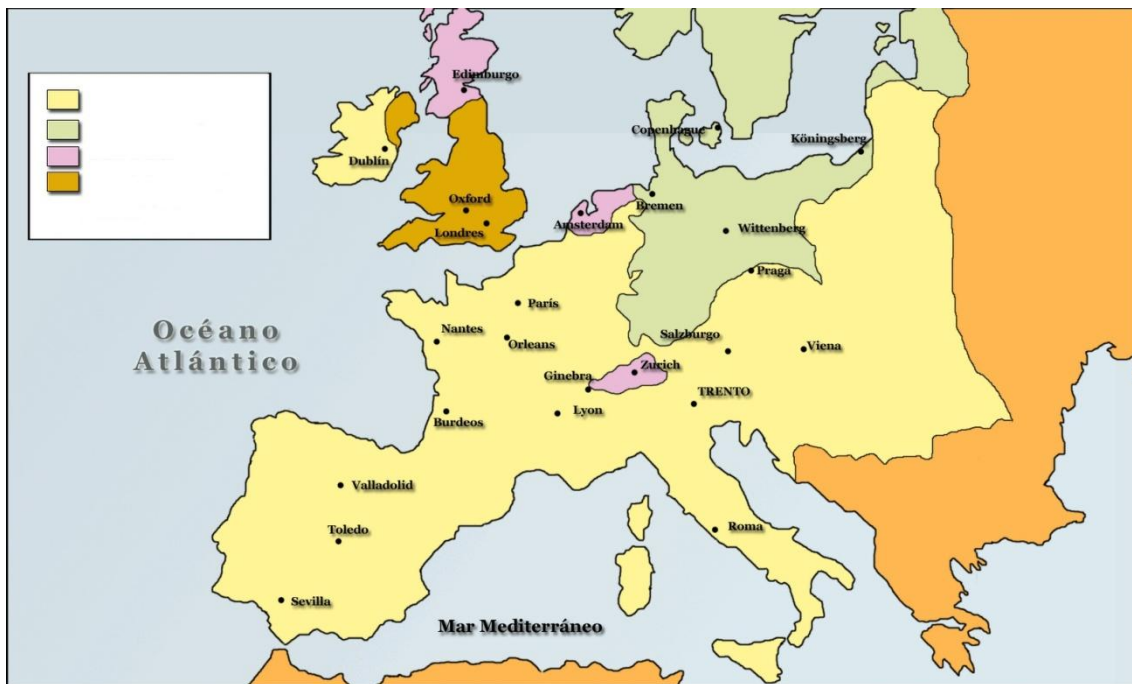 Edimburgo
Copenhague
Köningsberg
Dublín
Oxford
Bremen
Amsterdam
Londres
Wittenberg
Praga
París
Océano
Atlántico
Nantes
Orleans
Salzburgo
Viena
Ginebra
Zurich
TRENTO
Burdeos
Lyon
Valladolid
Toledo
Roma
Sevilla
Mar Mediterráneo